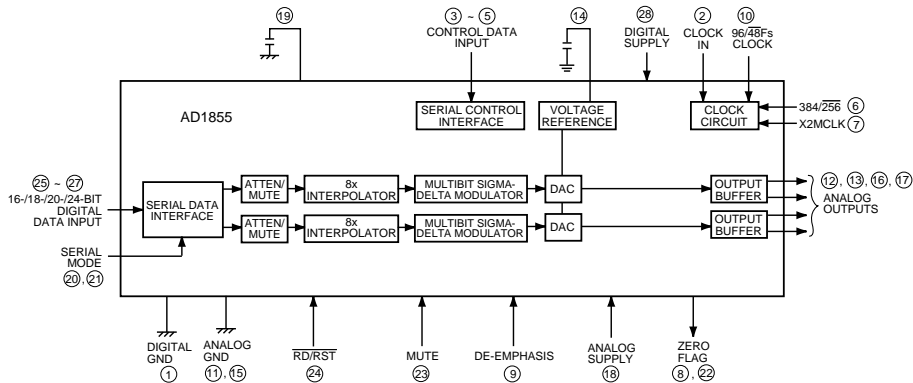 ⑲
③ ~ ⑤
CONTROL DATA
INPUT
⑭
㉘
DIGITAL
SUPPLY
②
CLOCK
IN
⑩
96/48Fs
CLOCK
AD1855
SERIAL CONTROL
INTERFACE
VOLTAGE
REFERENCE
CLOCK
CIRCUIT
384/256 ⑥
X2MCLK ⑦
㉕ ~ ㉗
16-/18-/20-/24-BIT
DIGITAL
DATA INPUT
SERIAL DATA
INTERFACE
ATTEN/
MUTE
8x
INTERPOLATOR
MULTIBIT SIGMA-
DELTA MODULATOR
DAC
OUTPUT
BUFFER
ATTEN/
MUTE
8x
INTERPOLATOR
MULTIBIT SIGMA-
DELTA MODULATOR
DAC
OUTPUT
BUFFER
⑫, ⑬, ⑯, ⑰
ANALOG
OUTPUTS
SERIAL
MODE
⑳, ㉑
DIGITAL
GND
①
ANALOG
GND
⑪, ⑮
RD/RST
㉔
MUTE
㉓
DE-EMPHASIS
⑨
ANALOG
SUPPLY
⑱
ZERO
FLAG
⑧, ㉒